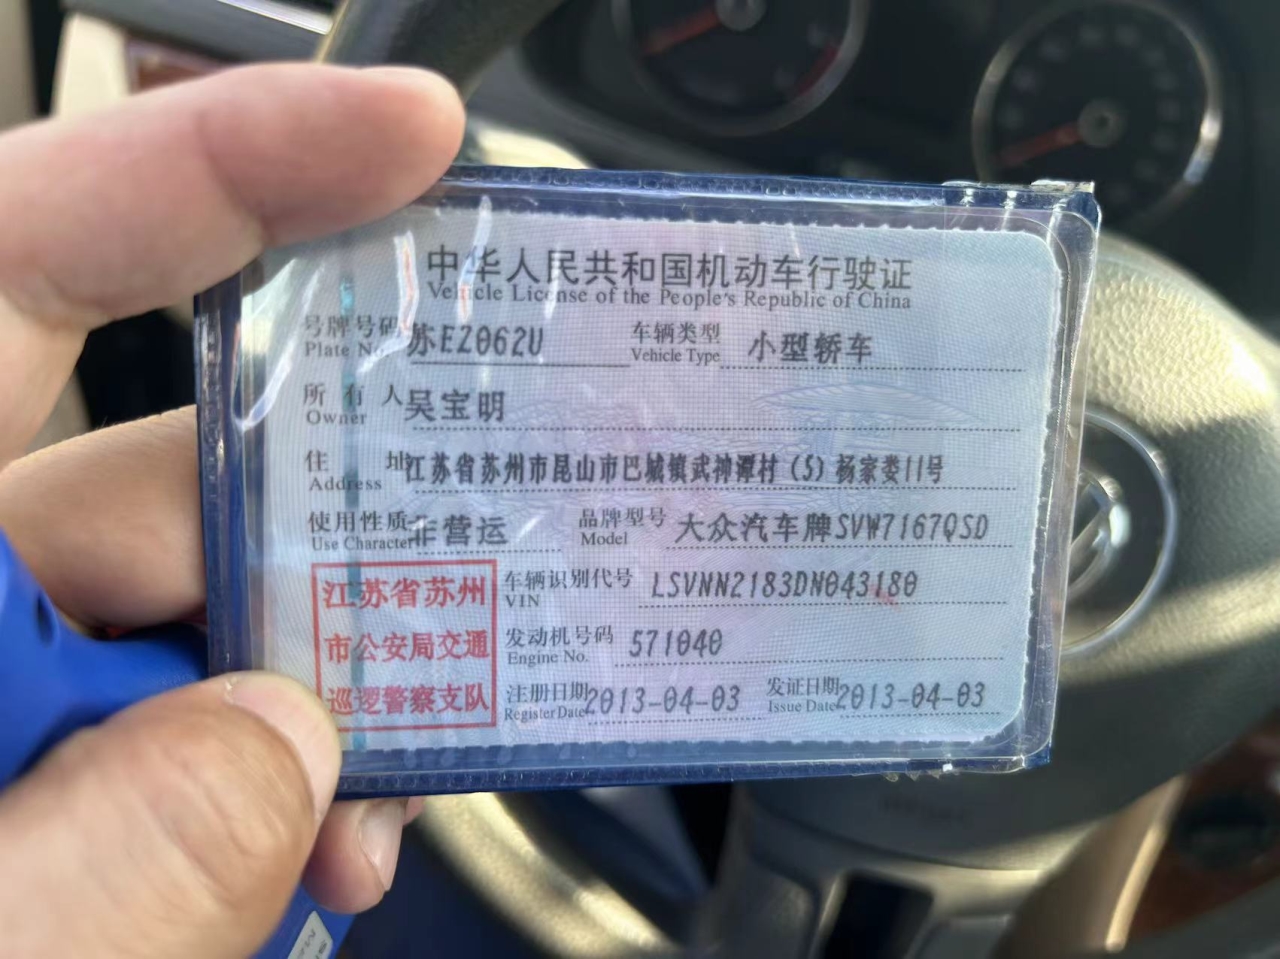 中华人民共和国机动车行驶证
Vehicle License of the People's Republic of China
号牌号码 苏EZ062U 车辆类型 小型轿车
Plate No. Vehicle Type
所有人 吴宝明
Owner
住址 江苏省苏州市昆山市巴城镇武神潭村(5)杨家娄11号
Address
使用性质 非营运 品牌型号 大众汽车牌SVW7167QSD
Use Character Model
江苏省苏州
市公安局交通
巡逻警察支队
车辆识别代号 LSVNN2183DN043180
VIN
发动机号码 571040
Engine No.
注册日期 2013-04-03 发证日期 2013-04-03
Register Date Issue Date